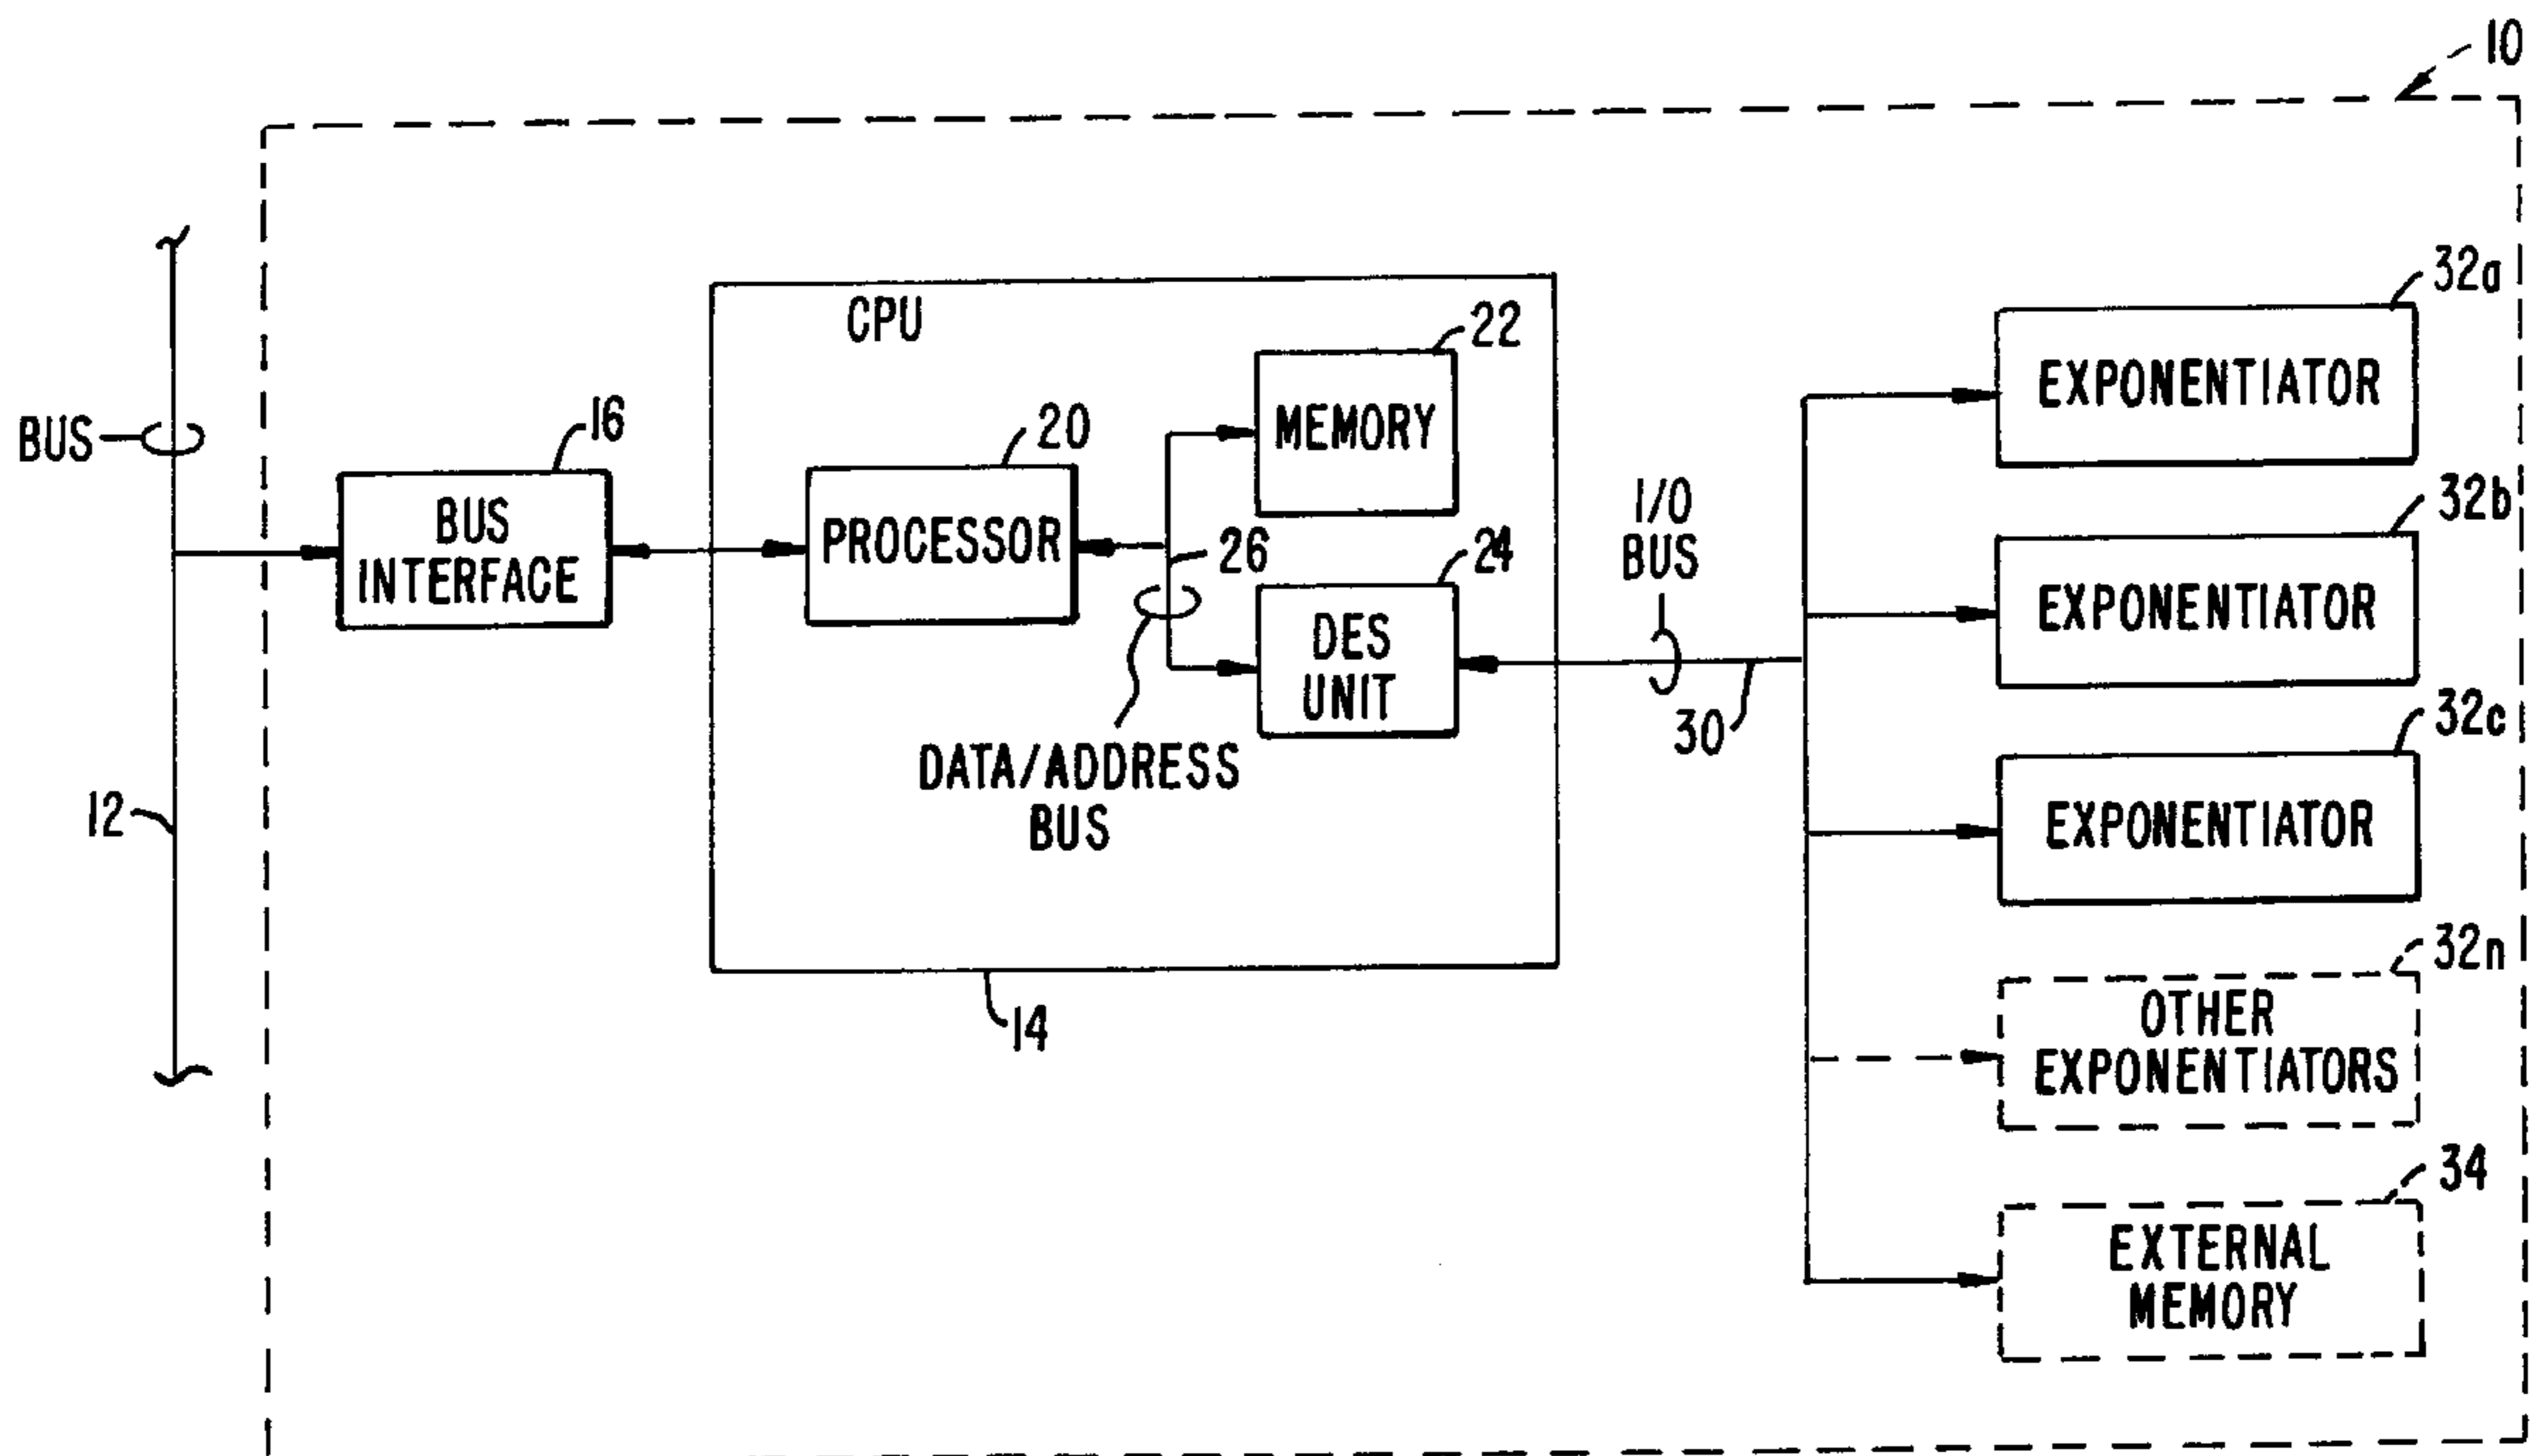 10
32a
CPU
22
EXPONENTIATOR
BUS
16
20
MEMORY
32b
BUS
INTERFACE
PROCESSOR
26
24
I/O
BUS
EXPONENTIATOR
DES
UNIT
30
32c
DATA/ADDRESS
BUS
12
EXPONENTIATOR
14
32n
OTHER
EXPONENTIATORS
34
EXTERNAL
MEMORY